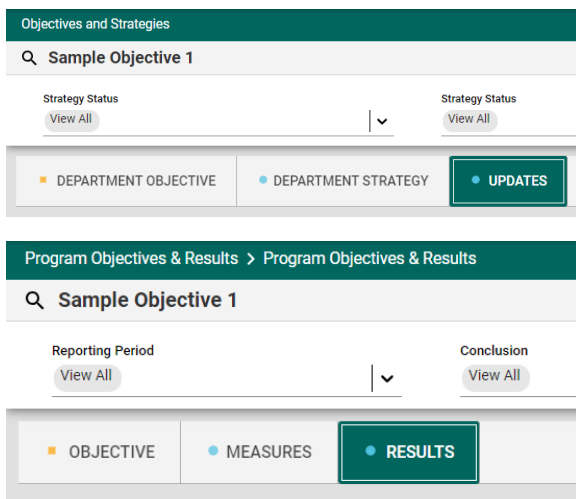 Objectives and Strategies
Sample Objective 1
Strategy Status Strategy Status
View All View All
DEPARTMENT OBJECTIVE DEPARTMENT STRATEGY UPDATES
Program Objectives & Results > Program Objectives & Results
Sample Objective 1
Reporting Period Conclusion
View All View All
OBJECTIVE MEASURES RESULTS